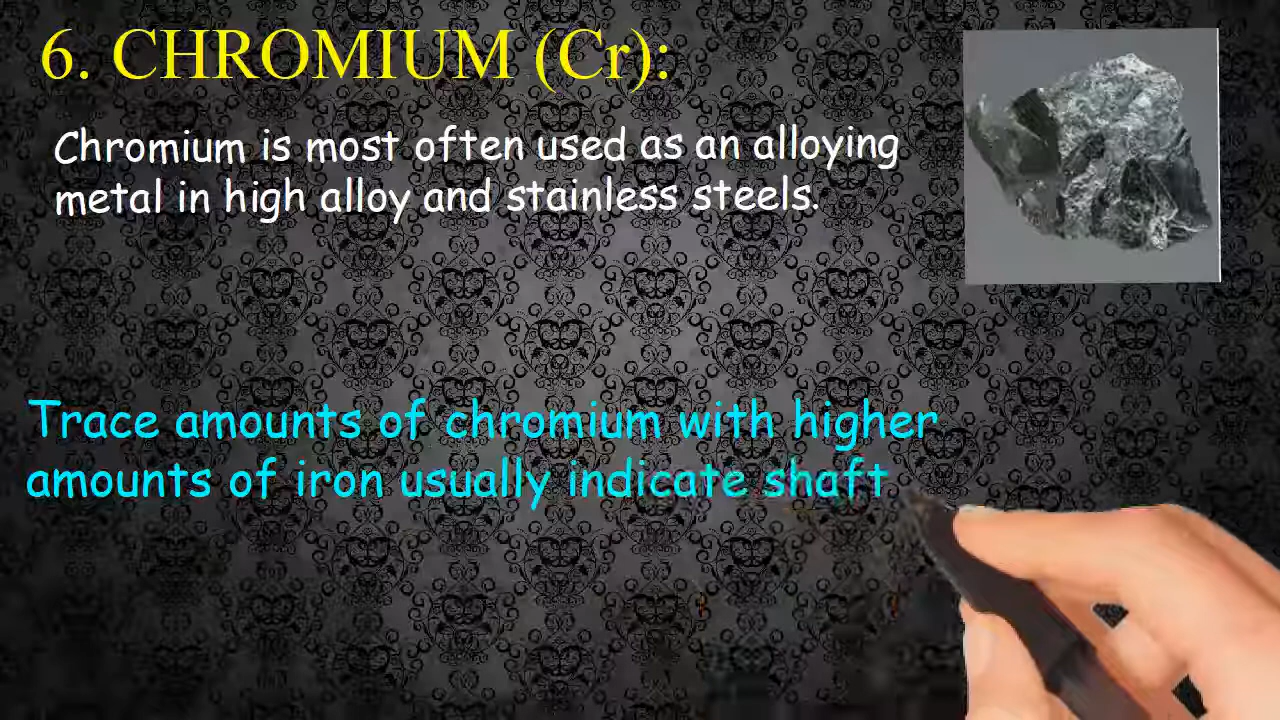 6. CHROMIUM (Cr):
Chromium is most often used as an alloying
metal in high alloy and stainless steels.
Trace amounts of chromium with higher
amounts of iron usually indicate shaft